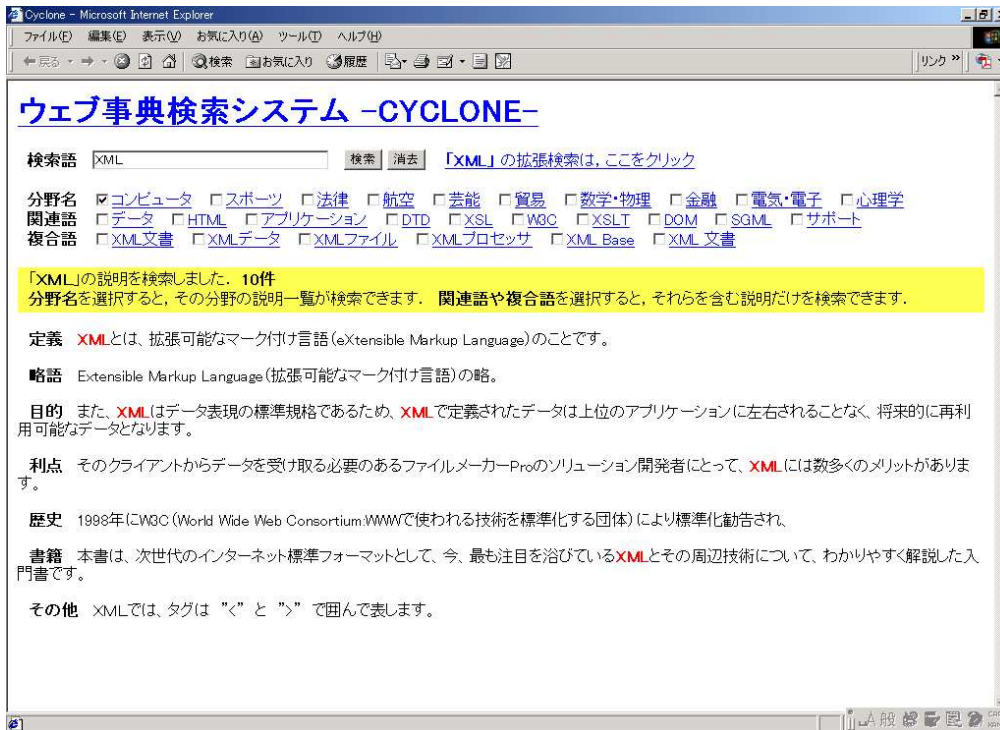 Cyclone - Microsoft Internet Explorer
ファイル(F) 編集(E) 表示(V) お気に入り(A) ツール(T) ヘルプ(H)
戻る 検索 お気に入り 履歴 リンク »
ウェブ事典検索システム -CYCLONE-
検索語 XML 検索 消去 「XML」の拡張検索は, ここをクリック
分野名 コンピュータ スポーツ 法律 航空 芸能 貿易 数学・物理 金融 電気・電子 心理学
関連語 データ HTML アプリケーション DTD XSL W3C XSLT DOM SGML サポート
複合語 XML文書 XMLデータ XMLファイル XMLプロセッサ XML Base XML 文書
「XML」の説明を検索しました. 10件
分野名を選択すると, その分野の説明一覧が検索できます. 関連語や複合語を選択すると, それらを含む説明だけを検索できます.
定義 XMLとは、拡張可能なマーク付け言語(eXtensible Markup Language)のことです。
略語 Extensible Markup Language(拡張可能なマーク付け言語)の略。
目的 また、XMLはデータ表現の標準規格であるため、XMLで定義されたデータは上位のアプリケーションに左右されることなく、将来的に再利
用可能なデータとなります。
利点 そのクライアントからデータを受け取る必要のあるファイルメーカーProのソリューション開発者にとって、XMLには数多くのメリットがありま
す。
歴史 1998年にW3C(World Wide Web Consortium:WWWで使われる技術を標準化する団体)により標準化勧告され、
書籍 本書は、次世代のインターネット標準フォーマットとして、今、最も注目を浴びているXMLとその周辺技術について、わかりやすく解説した入
門書です。
その他 XMLでは、タグは "<" と ">" で囲んで表します。
A 般